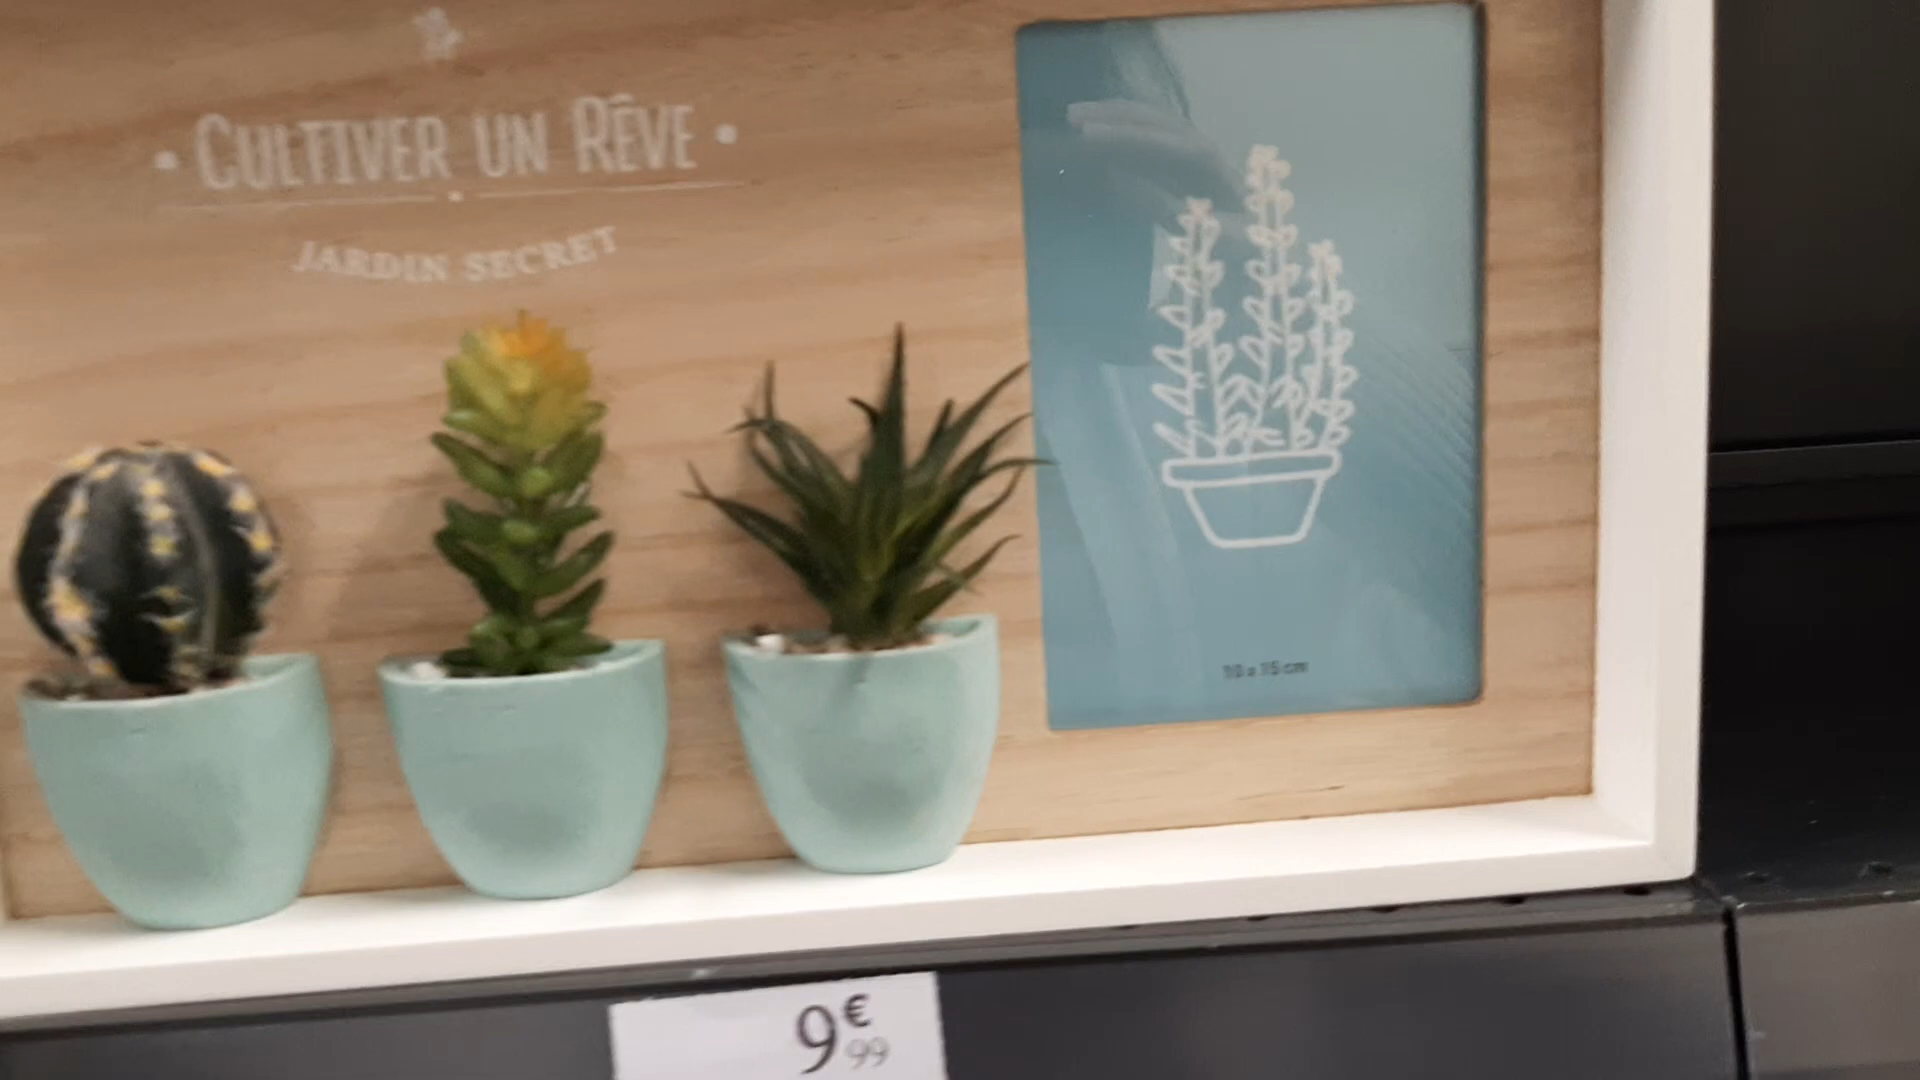 • CULTIVER UN RÊVE •
JARDIN SECRET
10 x 15 cm
9€99